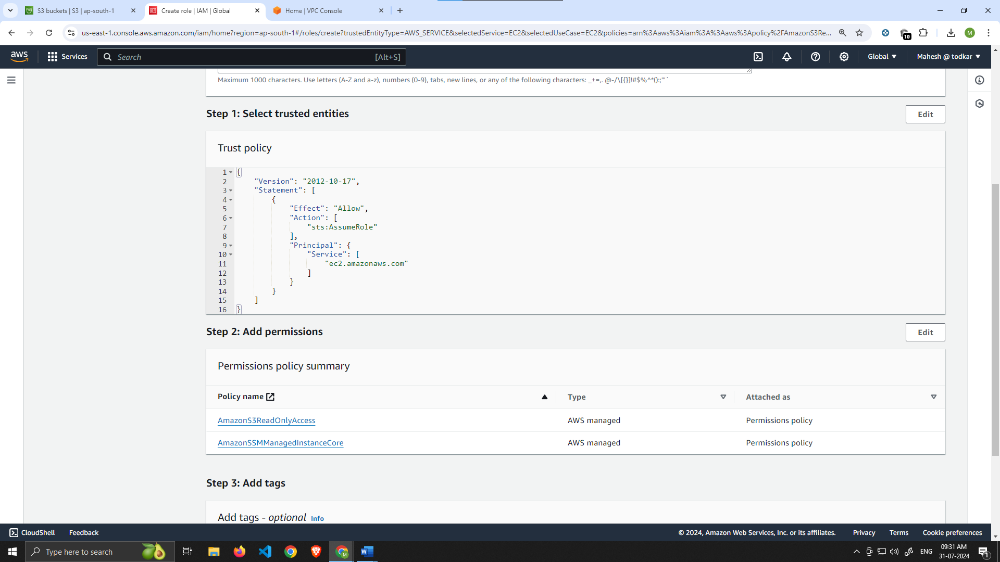 S3 buckets | S3 | ap-south-1
Create role | IAM | Global
Home | VPC Console
us-east-1.console.aws.amazon.com/iam/home?region=ap-south-1#/roles/create?trustedEntityType=AWS_SERVICE&selectedService=EC2&selectedUseCase=EC2&policies=arn%3Aaws%3Aiam%3A%3Aaws%3Apolicy%2FAmazonS3Re...
10
M
aws
Services
Search
[Alt+S]
Global
Mahesh @ todkar
Maximum 1000 characters. Use letters (A-Z and a-z), numbers (0-9), tabs, new lines, or any of the following characters: _+=,. @-/\[{}]!#$%^*();:"'`
Step 1: Select trusted entities
Edit
Trust policy
1 {
2 "Version": "2012-10-17",
3 "Statement": [
4 {
5 "Effect": "Allow",
6 "Action": [
7 "sts:AssumeRole"
8 ],
9 "Principal": {
10 "Service": [
11 "ec2.amazonaws.com"
12 ]
13 }
14 }
15 ]
16 }
Step 2: Add permissions
Edit
Permissions policy summary
Policy name
Type
Attached as
AmazonS3ReadOnlyAccess
AWS managed
Permissions policy
AmazonSSMManagedInstanceCore
AWS managed
Permissions policy
Step 3: Add tags
Add tags - optional Info
CloudShell
Feedback
© 2024, Amazon Web Services, Inc. or its affiliates.
Privacy
Terms
Cookie preferences
Type here to search
M
W
ENG
09:31 AM
31-07-2024
1